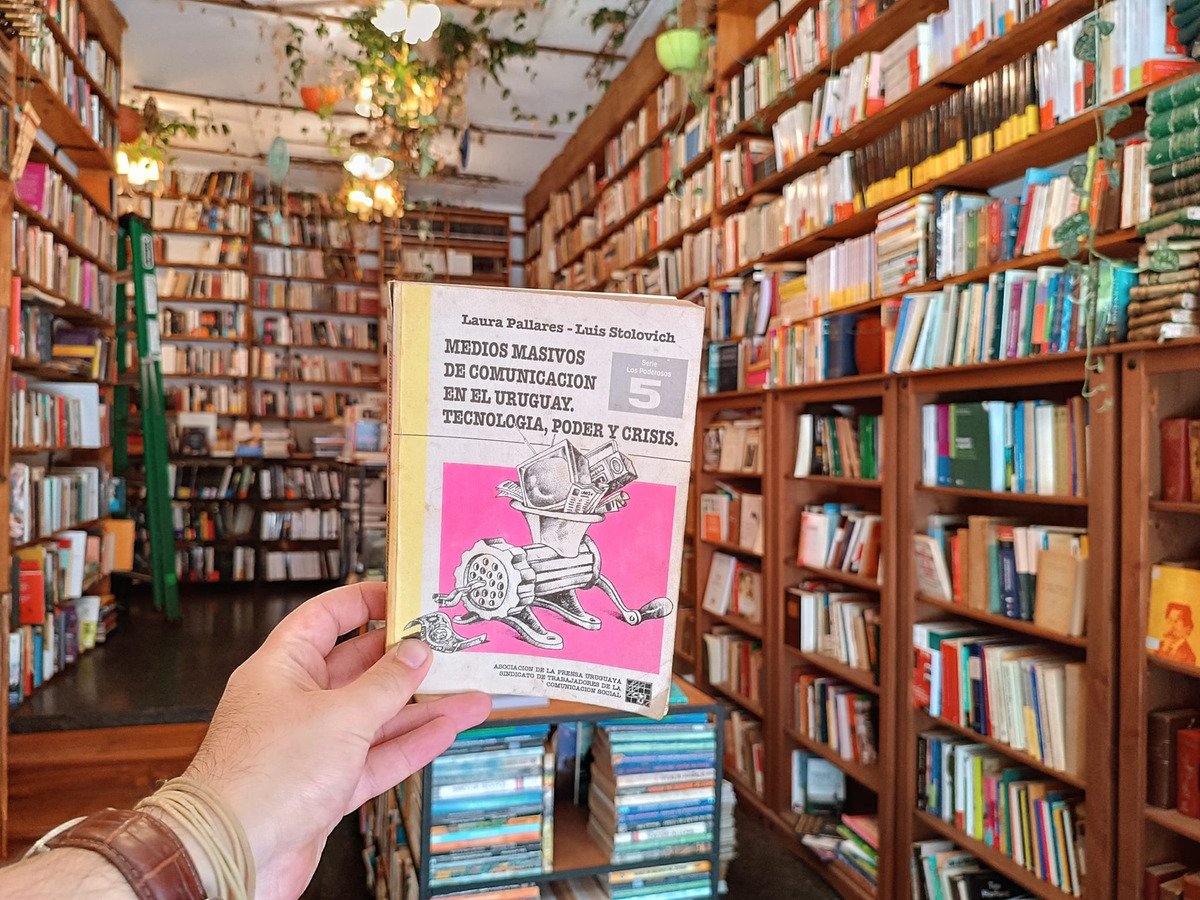 Laura Pallares - Luis Stolovich
MEDIOS MASIVOS
DE COMUNICACION
EN EL URUGUAY.
TECNOLOGIA, PODER Y CRISIS.
Serie
Los Poderosos
5
ASOCIACION DE LA PRENSA URUGUAYA
SINDICATO DE TRABAJADORES DE LA
COMUNICACION SOCIAL